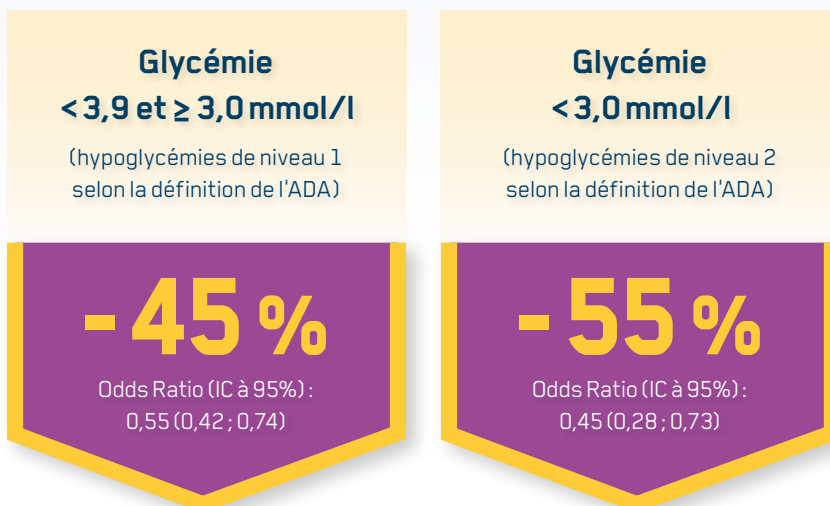 Glycémie
< 3,9 et ≥ 3,0 mmol/l
(hypoglycémies de niveau 1
selon la définition de l'ADA)
- 45 %
Odds Ratio (IC à 95%) :
0,55 (0,42 ; 0,74)
Glycémie
< 3,0 mmol/l
(hypoglycémies de niveau 2
selon la définition de l'ADA)
- 55 %
Odds Ratio (IC à 95%) :
0,45 (0,28 ; 0,73)